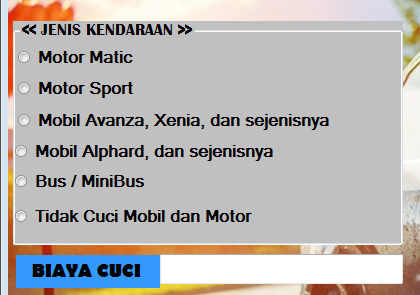 « JENIS KENDARAAN »
Motor Matic
Motor Sport
Mobil Avanza, Xenia, dan sejenisnya
Mobil Alphard, dan sejenisnya
Bus / MiniBus
Tidak Cuci Mobil dan Motor
BIAYA CUCI